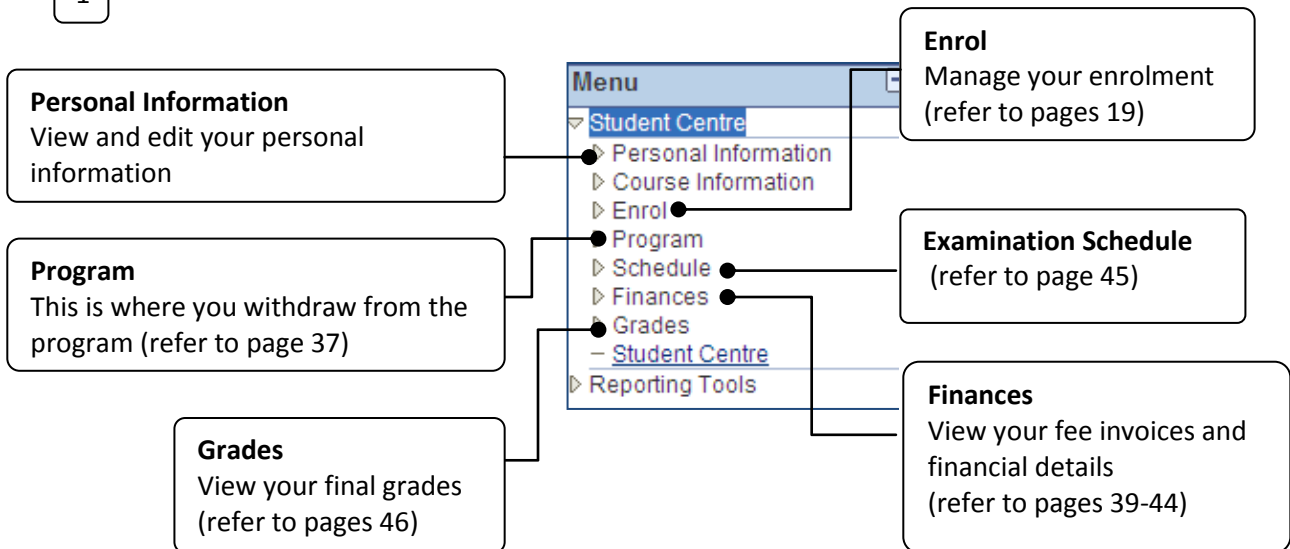 1
Personal Information
View and edit your personal
information
Program
This is where you withdraw from the
program (refer to page 37)
Grades
View your final grades
(refer to pages 46)
Menu
Student Centre
Personal Information
Course Information
Enrol
Program
Schedule
Finances
Grades
Student Centre
Reporting Tools
Enrol
Manage your enrolment
(refer to pages 19)
Examination Schedule
(refer to page 45)
Finances
View your fee invoices and
financial details
(refer to pages 39-44)